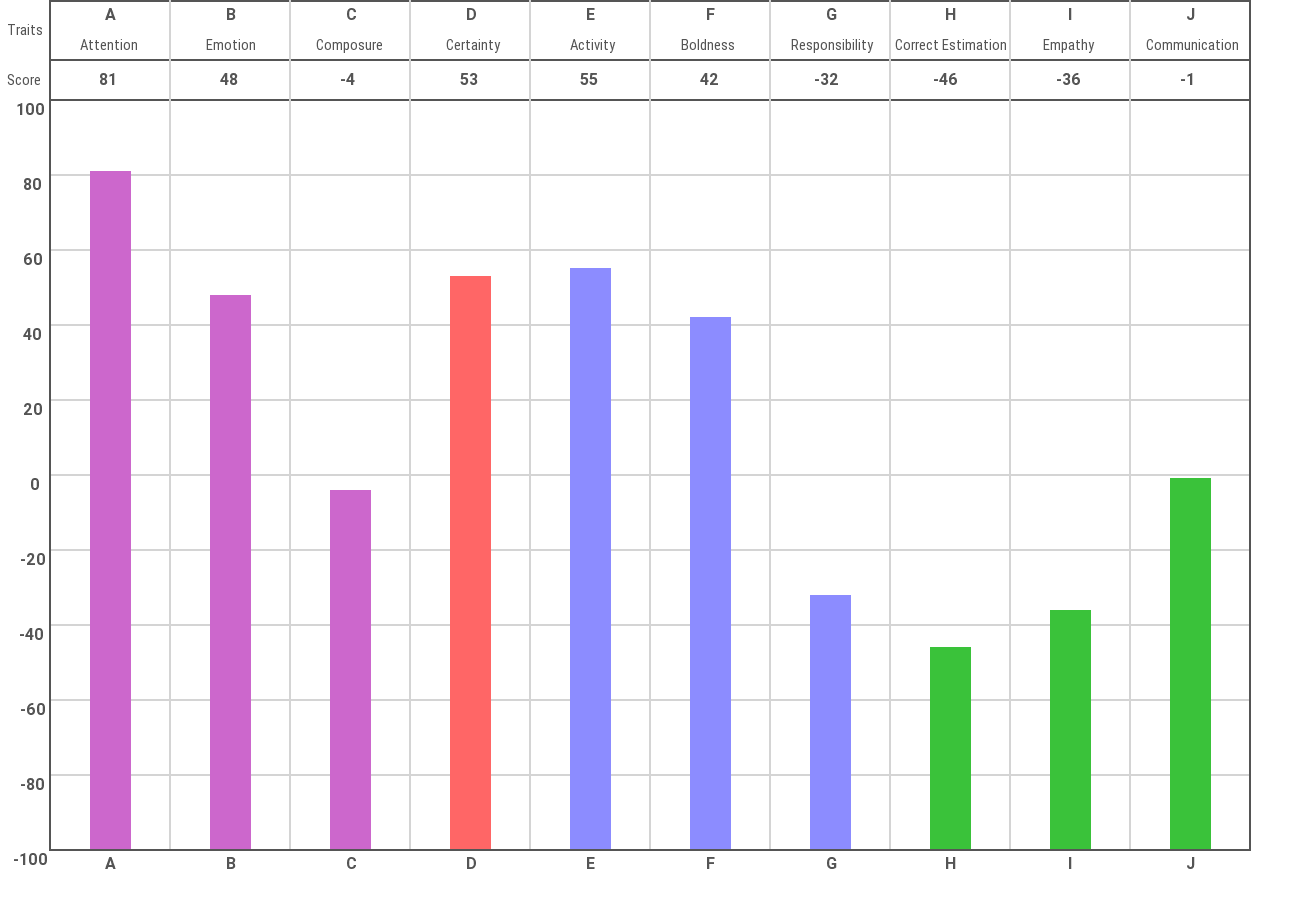 Traits
A B C D E F G H I J
Attention Emotion Composure Certainty Activity Boldness Responsibility Correct Estimation Empathy Communication
Score 81 48 -4 53 55 42 -32 -46 -36 -1
100
80
60
40
20
0
-20
-40
-60
-80
-100
A B C D E F G H I J